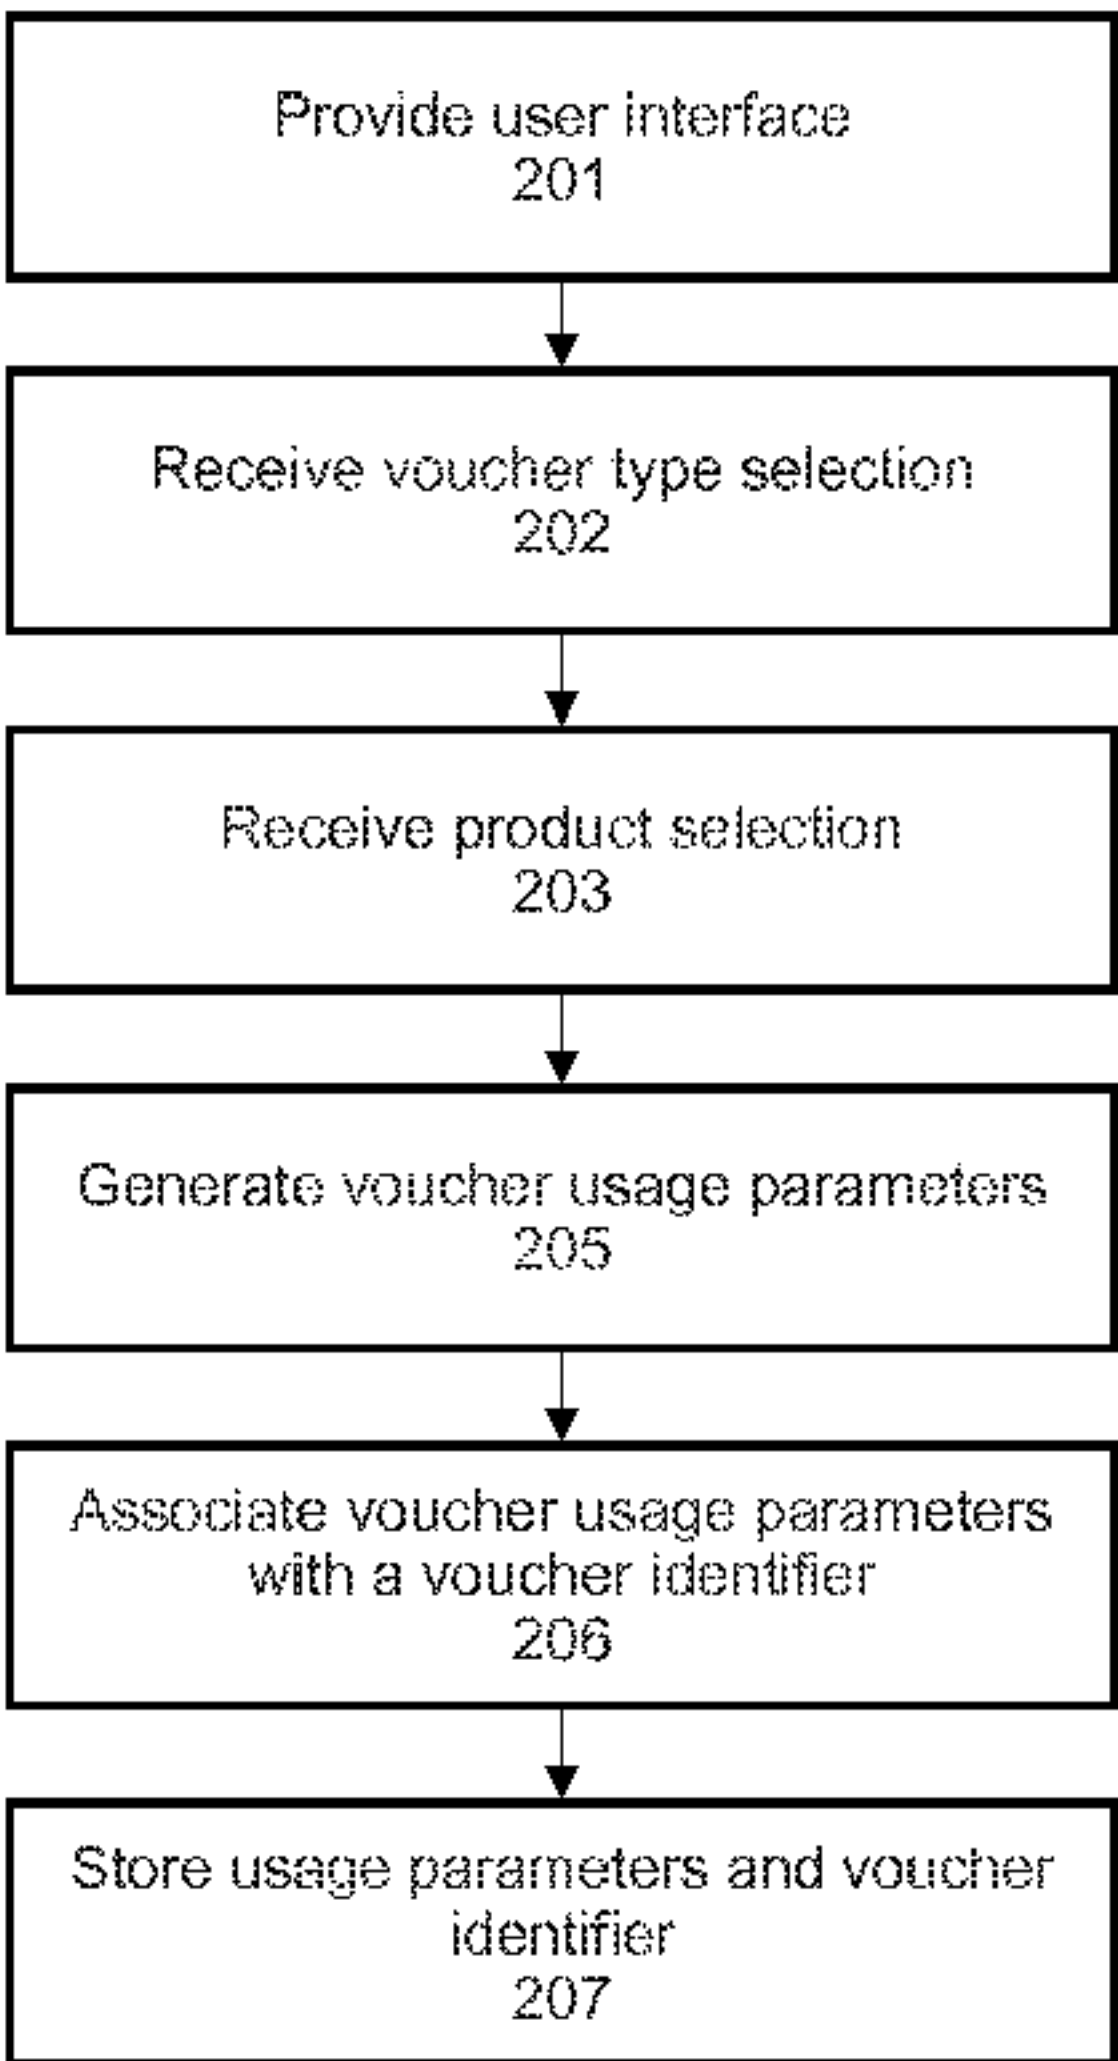 Provide user interface
201
Receive voucher type selection
202
Receive product selection
203
Generate voucher usage parameters
205
Associate voucher usage parameters
with a voucher identifier
206
Store usage parameters and voucher
identifier
207